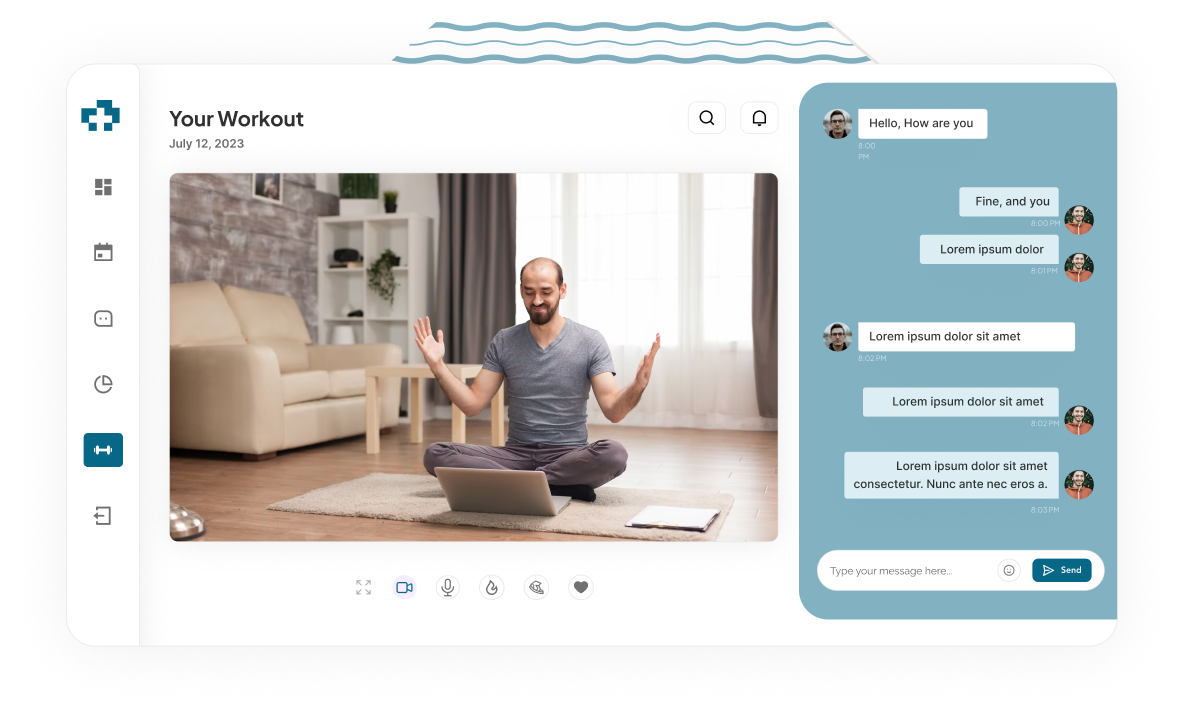 Your Workout
July 12, 2023
Hello, How are you
8:00
PM
Fine, and you
8:00 PM
Lorem ipsum dolor
8:01 PM
Lorem ipsum dolor sit amet
8:02 PM
Lorem ipsum dolor sit amet
8:02 PM
Lorem ipsum dolor sit amet
consectetur. Nunc ante nec eros a.
8:03 PM
Type your message here...
Send